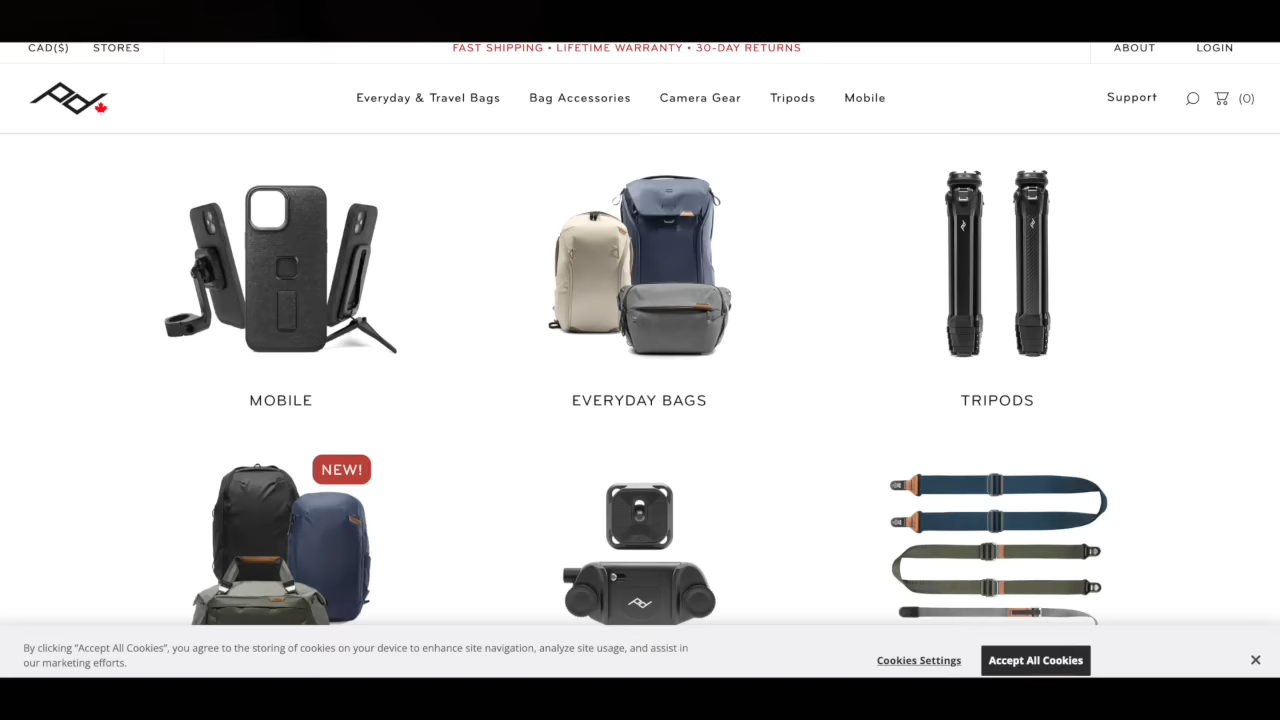 CAD($) STORES FAST SHIPPING • LIFETIME WARRANTY • 30-DAY RETURNS ABOUT LOGIN
Everyday & Travel Bags Bag Accessories Camera Gear Tripods Mobile Support (0)
MOBILE EVERYDAY BAGS TRIPODS
NEW!
By clicking “Accept All Cookies”, you agree to the storing of cookies on your device to enhance site navigation, analyze site usage, and assist in
our marketing efforts.
Cookies Settings Accept All Cookies